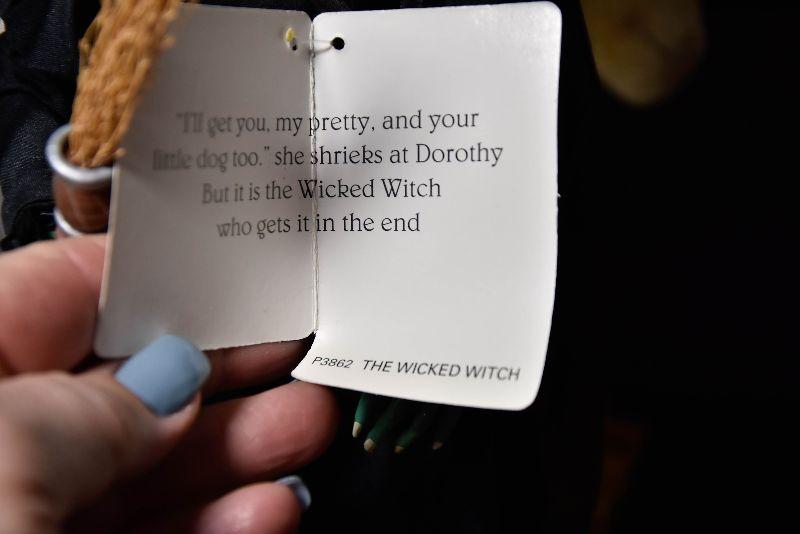 "I'll get you, my pretty, and your
little dog too." she shrieks at Dorothy
But it is the Wicked Witch
who gets it in the end
P3862 THE WICKED WITCH